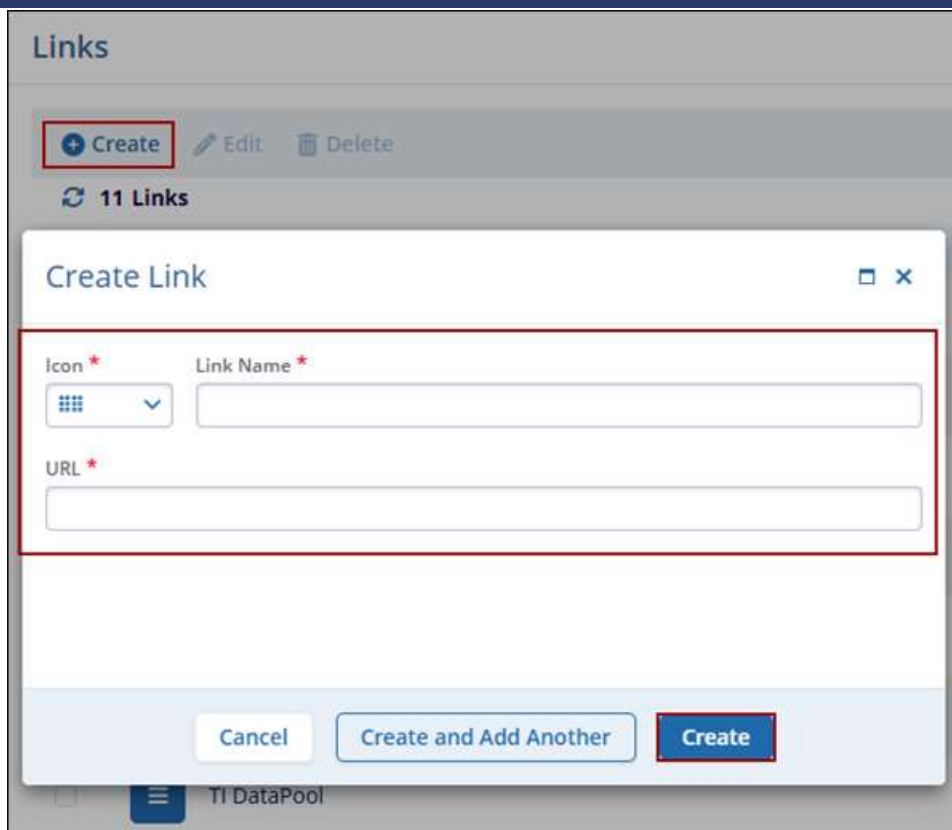 Links
Create Edit Delete
11 Links
Create Link
Icon * Link Name *
URL *
Cancel Create and Add Another Create
TI DataPool